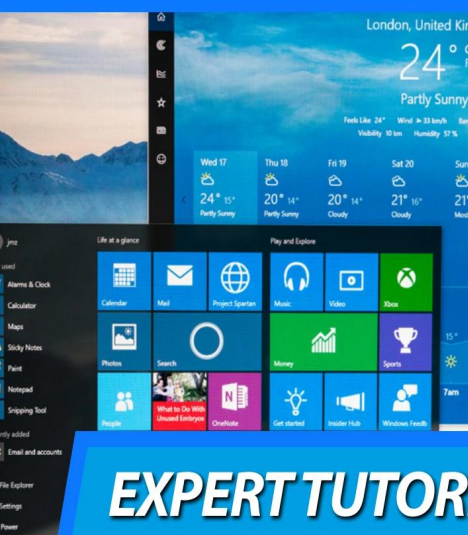 London, United Ki
24°
Partly Sunny
Feels Like 24° Wind 33 km/h Ba
Visibility 10 km Humidity 57 %
Wed 17 Thu 18 Fri 19 Sat 20 Sun
24° 15° 20° 14° 20° 14° 21° 16° 21°
Partly Sunny Partly Sunny Cloudy Cloudy Mos
jmz
Life at a glance
Play and Explore
used
Alarms & Clock
Calculator
Maps
Sticky Notes
Paint
Notepad
Snipping Tool
ntly added
Email and accounts
File Explorer
Settings
Power
Calendar Mail Project Spartan Music Video Xbox
Photos Search Money Sports
People What to Do With
Unused Embryos OneNote Get started Insider Hub Windows Feedb
15°
7am
EXPERT TUTOR